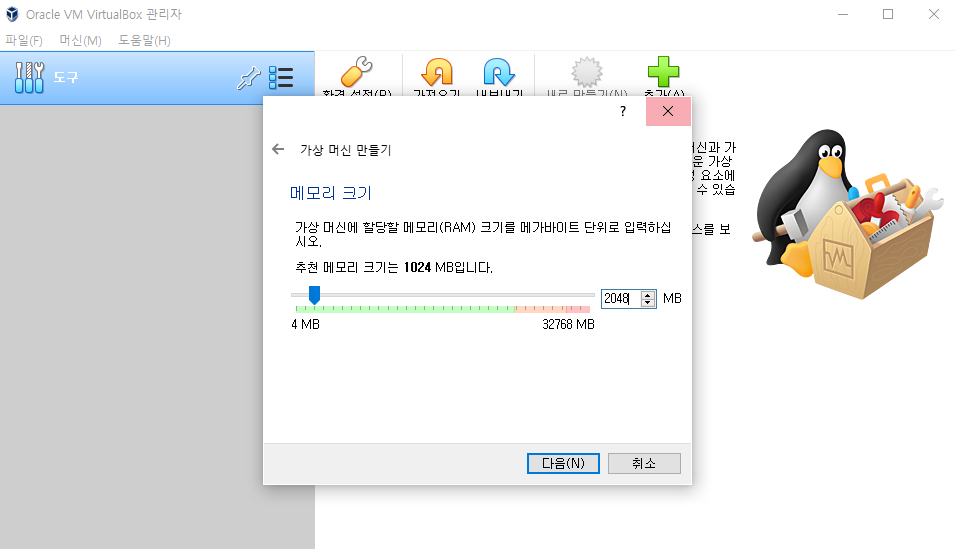 Oracle VM VirtualBox 관리자
파일(F) 머신(M) 도움말(H)
도구
환경 설정(P) 가져오기 내보내기 새로 만들기(N) 추가(A)
?
가상 머신 만들기
머신과 가
운 가상
메모리 크기
성 요소에
수 있습
가상 머신에 할당할 메모리(RAM) 크기를 메가바이트 단위로 입력하십
스를 보
시오.
추천 메모리 크기는 1024 MB입니다.
2048 MB
4 MB 32768 MB
다음(N) 취소